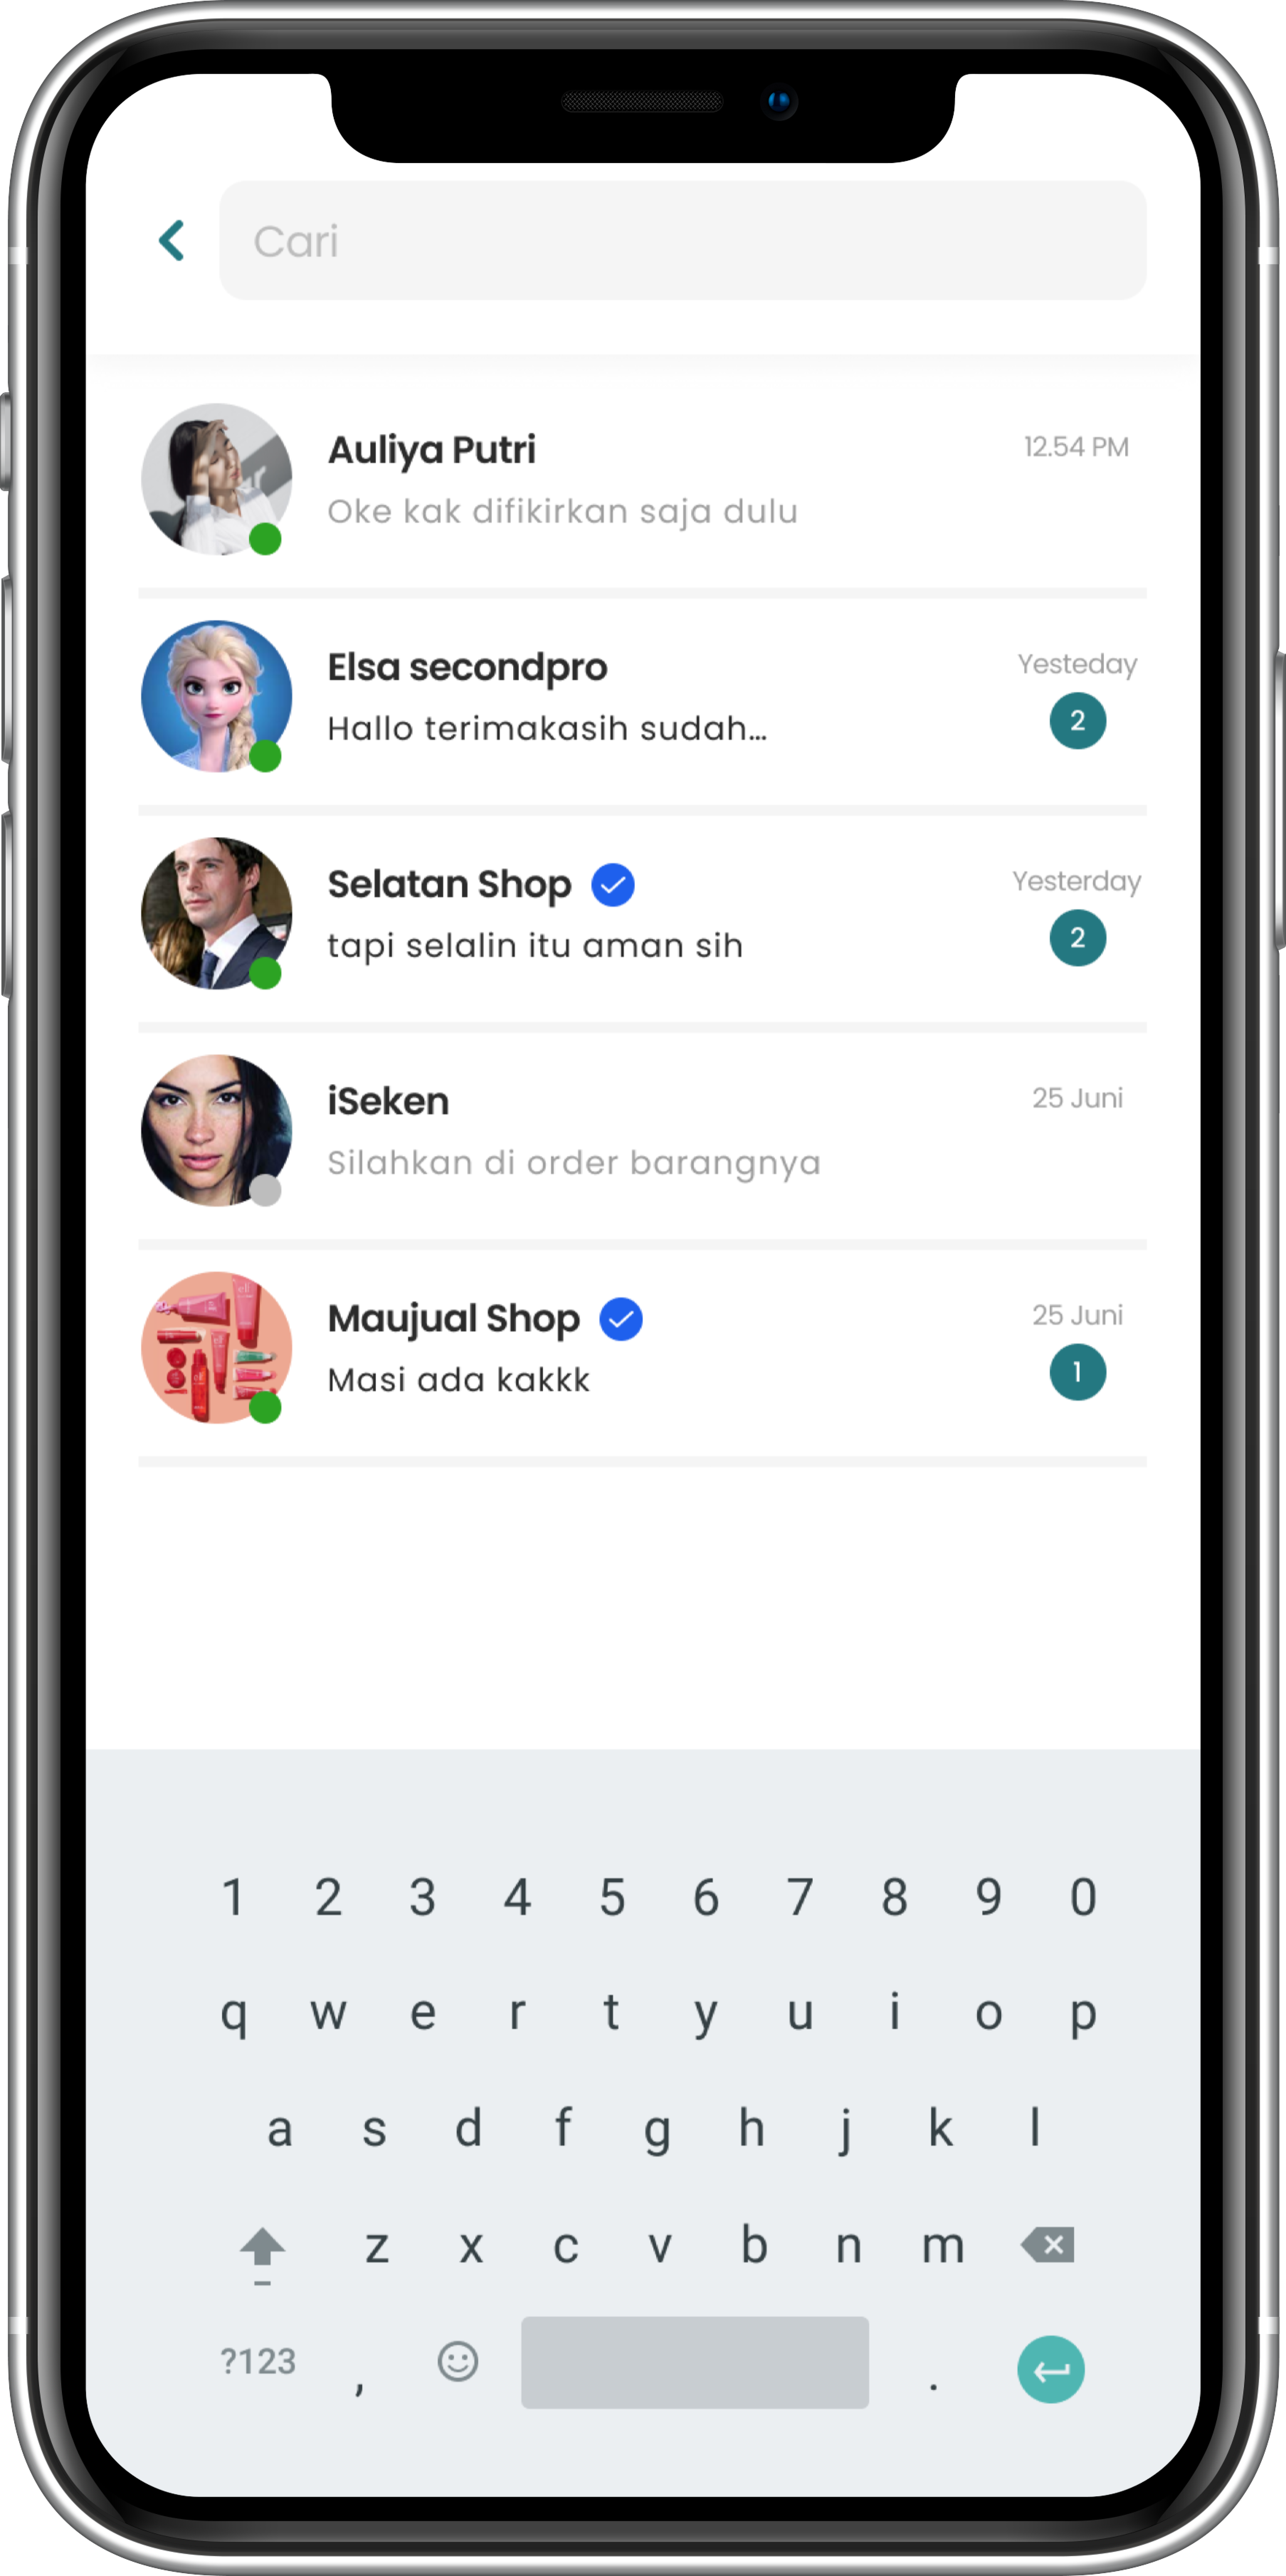 Cari
Auliya Putri
12.54 PM
Oke kak difikirkan saja dulu
Elsa secondpro
Yesteday
Hallo terimakasih sudah...
2
Selatan Shop
Yesterday
tapi selalin itu aman sih
2
iSeken
25 Juni
Silahkan di order barangnya
Maujual Shop
25 Juni
Masi ada kakkk
1
1 2 3 4 5 6 7 8 9 0
q w e r t y u i o p
a s d f g h j k l
z x c v b n m
?123 , .